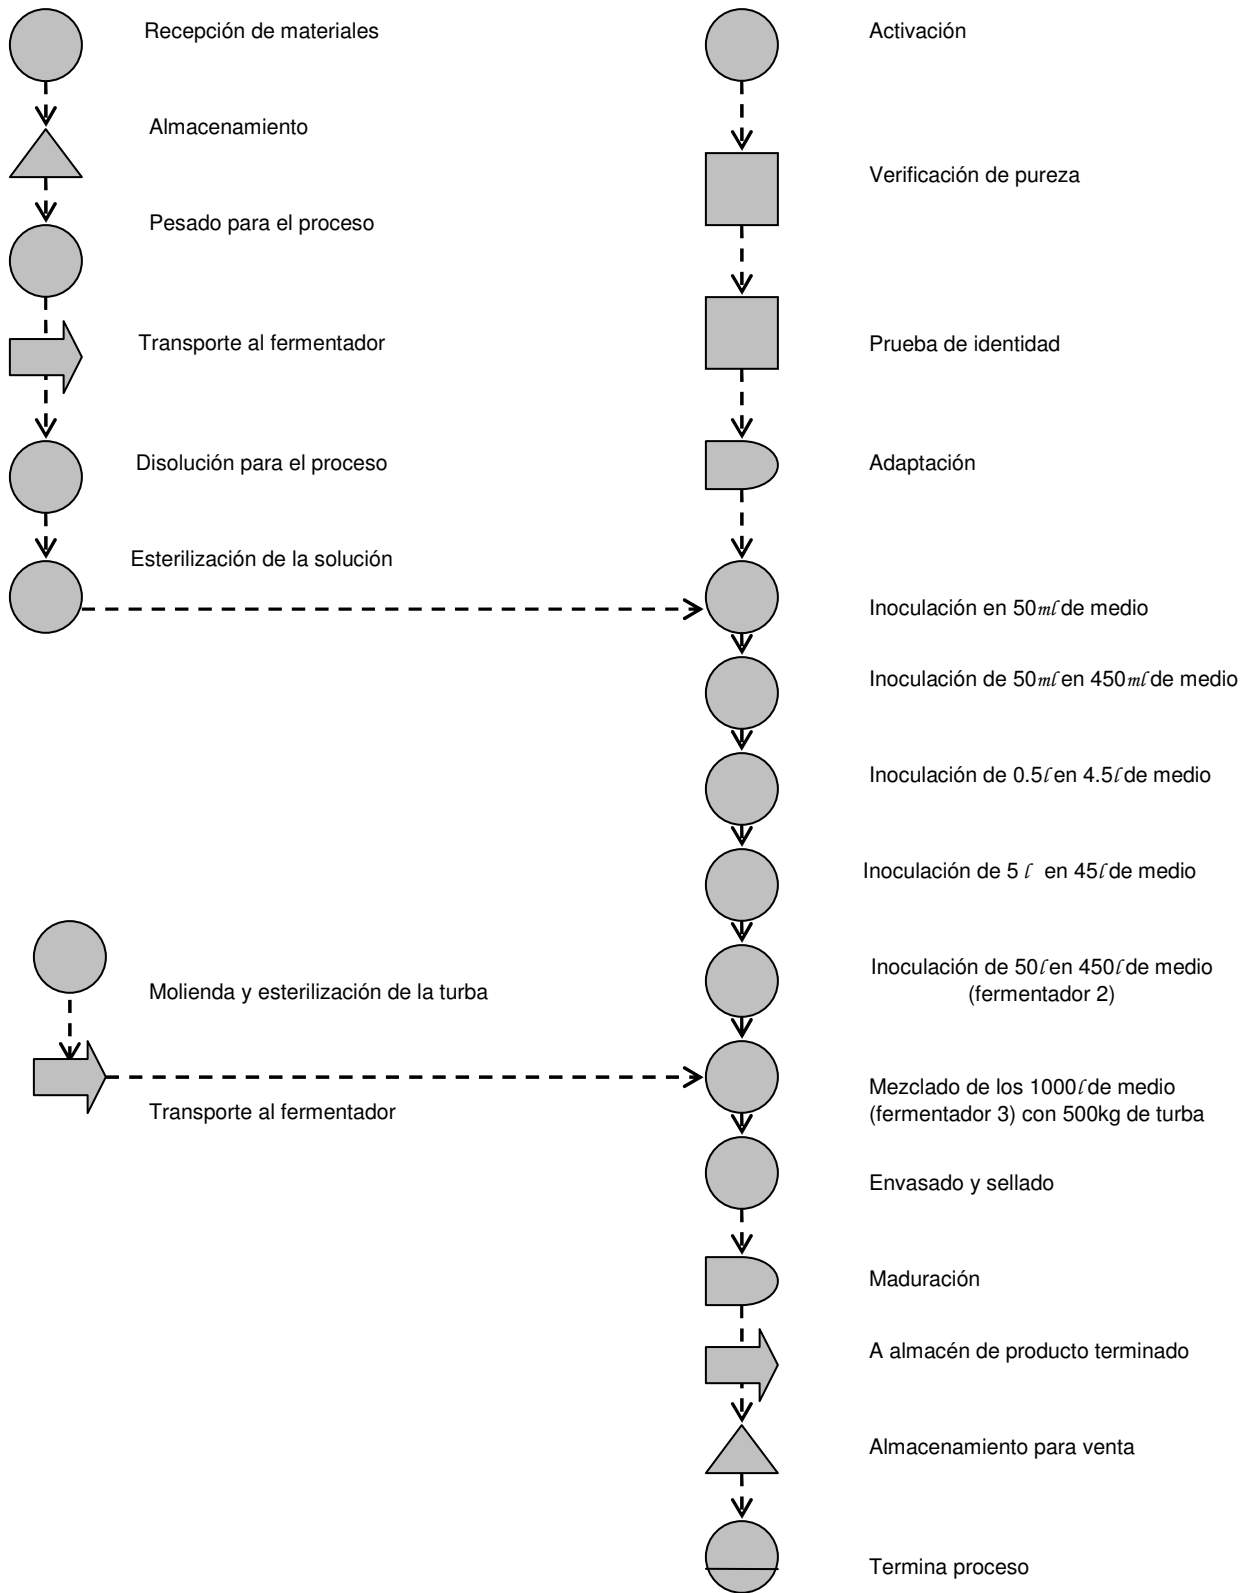 Recepción de materiales
Almacenamiento
Pesado para el proceso
Transporte al fermentador
Disolución para el proceso
Esterilización de la solución
Molienda y esterilización de la turba
Transporte al fermentador
Activación
Verificación de pureza
Prueba de identidad
Adaptación
Inoculación en 50ml de medio
Inoculación de 50ml en 450ml de medio
Inoculación de 0.5l en 4.5l de medio
Inoculación de 5 l en 45l de medio
Inoculación de 50l en 450l de medio
(fermentador 2)
Mezclado de los 1000l de medio
(fermentador 3) con 500kg de turba
Envasado y sellado
Maduración
A almacén de producto terminado
Almacenamiento para venta
Termina proceso